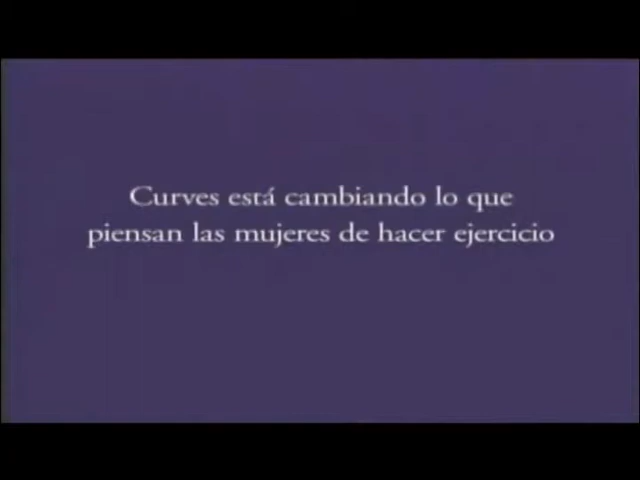 Curves está cambiando lo que
piensan las mujeres de hacer ejercicio